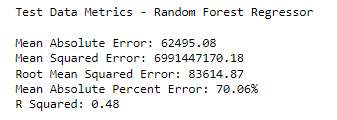 Test Data Metrics - Random Forest Regressor
Mean Absolute Error: 62495.08
Mean Squared Error: 6991447170.18
Root Mean Squared Error: 83614.87
Mean Absolute Percent Error: 70.06%
R Squared: 0.48